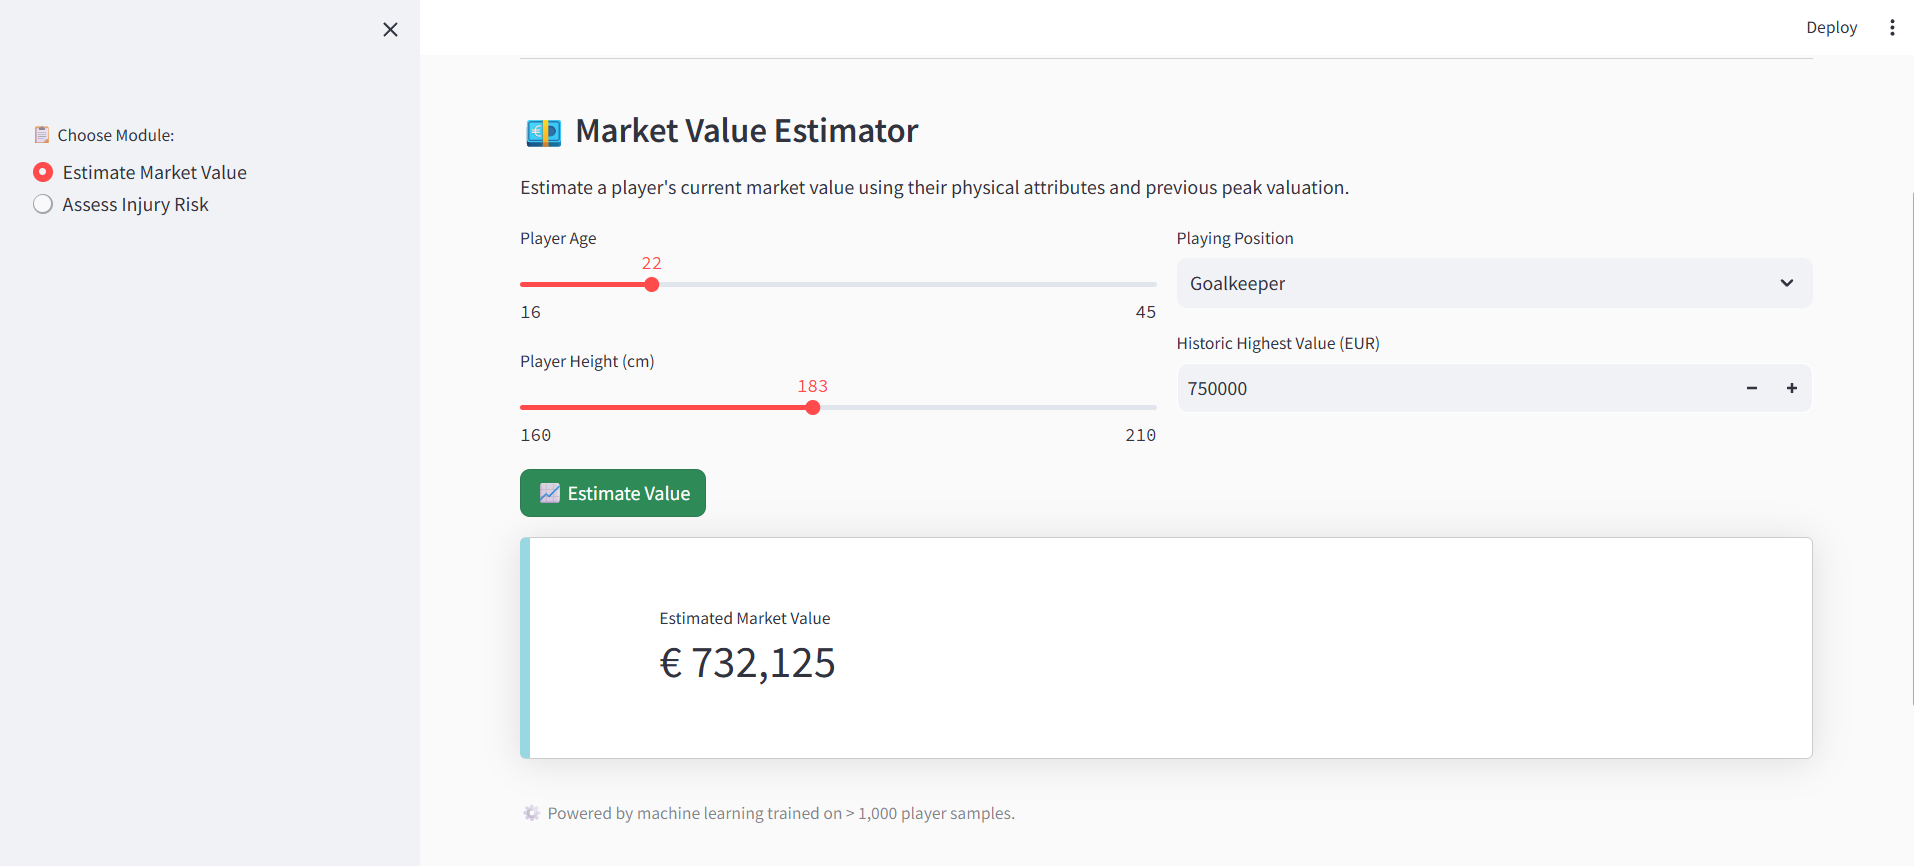 Deploy
Choose Module:
Estimate Market Value
Assess Injury Risk
Market Value Estimator
Estimate a player's current market value using their physical attributes and previous peak valuation.
Player Age
22
16 45
Player Height (cm)
183
160 210
Playing Position
Goalkeeper
Historic Highest Value (EUR)
750000
Estimate Value
Estimated Market Value
€ 732,125
Powered by machine learning trained on > 1,000 player samples.